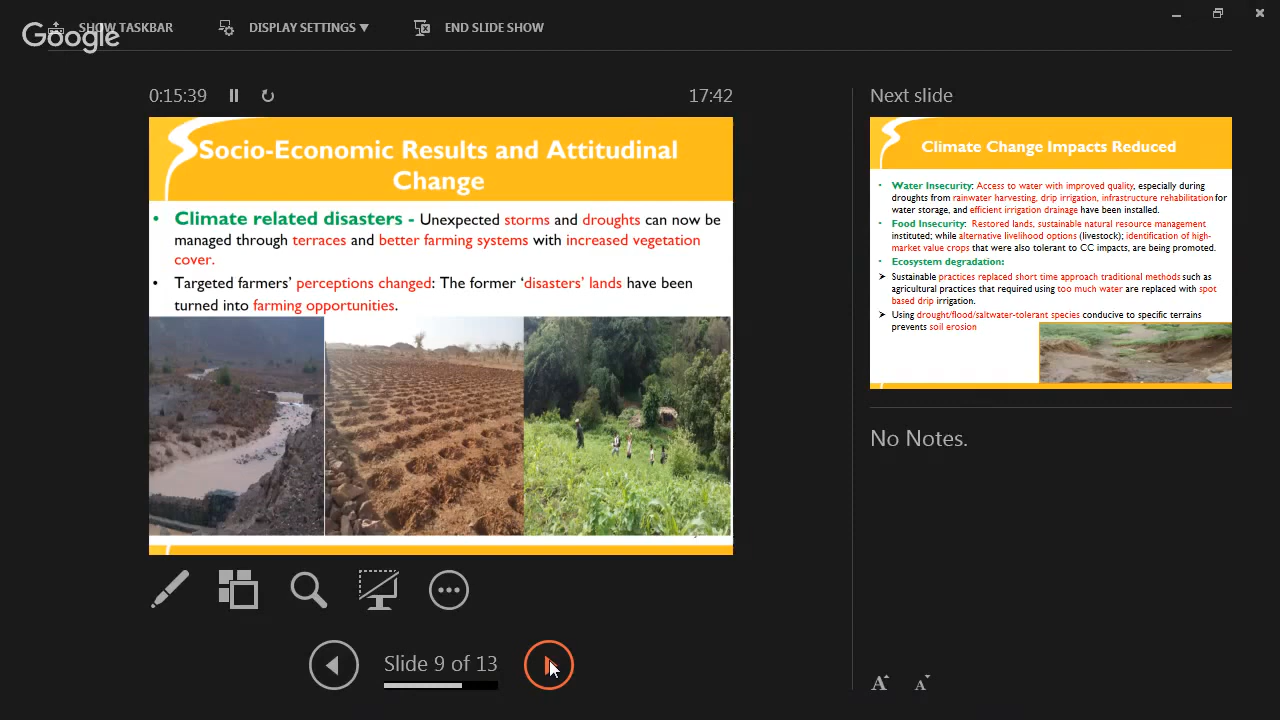 Google
SHOW TASKBAR
DISPLAY SETTINGS ▼
END SLIDE SHOW
0:15:39
17:42
Next slide
Socio-Economic Results and Attitudinal
Change
• Climate related disasters - Unexpected storms and droughts can now be
managed through terraces and better farming systems with increased vegetation
cover.
• Targeted farmers’ perceptions changed: The former ‘disasters’ lands have been
turned into farming opportunities.
Climate Change Impacts Reduced
• Water Insecurity: Access to water with improved quality, especially during
droughts from rainwater harvesting, drip irrigation, infrastructure rehabilitation for
water storage, and efficient irrigation drainage have been installed.
• Food Insecurity: Restored lands, sustainable natural resource management
instituted; while alternative livelihood options (livestock); identification of high-
market value crops that were also tolerant to CC impacts, are being promoted.
• Ecosystem degradation:
➤ Sustainable practices replaced short time approach traditional methods such as
agricultural practices that required using too much water are replaced with spot
based drip irrigation.
➤ Using drought/flood/saltwater-tolerant species conducive to specific terrains
prevents soil erosion
No Notes.
Slide 9 of 13
A A